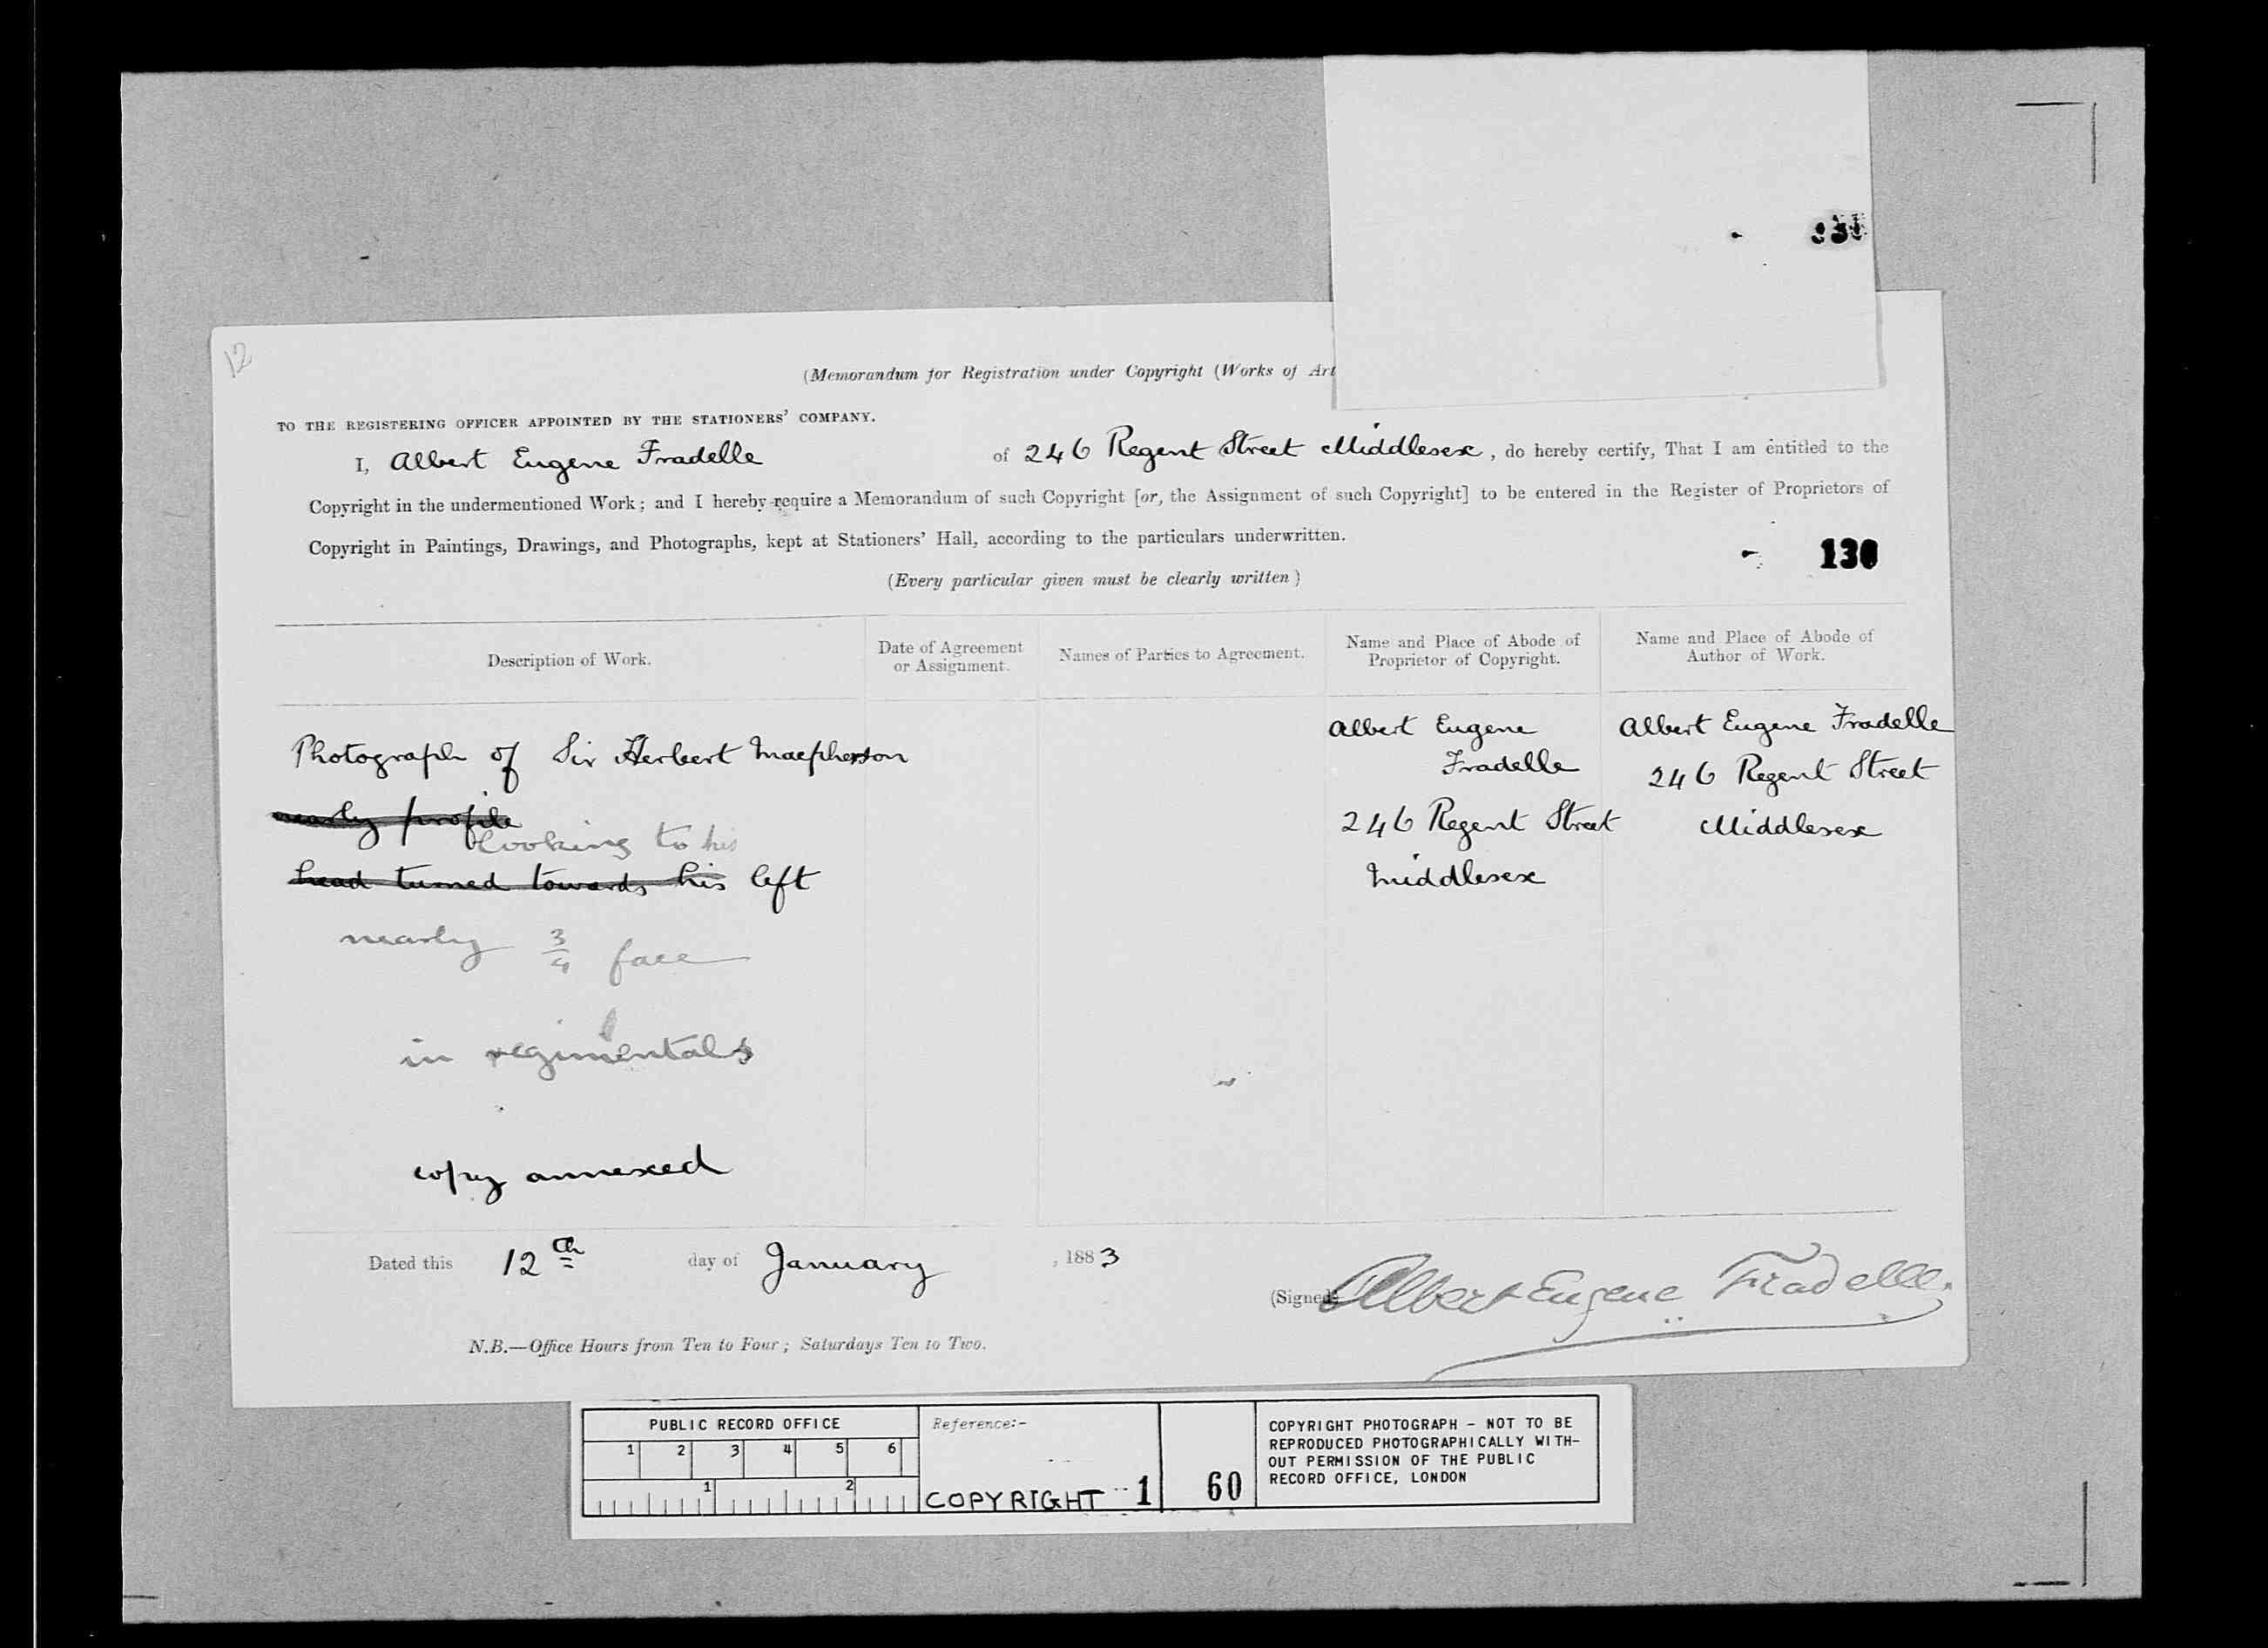 130
12
(Memorandum for Registration under Copyright (Works of Art
TO THE REGISTERING OFFICER APPOINTED BY THE STATIONERS' COMPANY.
I, Albert Eugene Fradelle of 246 Regent Street Middlesex, do hereby certify, That I am entitled to the
Copyright in the undermentioned Work; and I hereby require a Memorandum of such Copyright [or, the Assignment of such Copyright] to be entered in the Register of Proprietors of
Copyright in Paintings, Drawings, and Photographs, kept at Stationers' Hall, according to the particulars underwritten.
(Every particular given must be clearly written)
Description of Work.
Date of Agreement
or Assignment.
Names of Parties to Agreement.
Name and Place of Abode of
Proprietor of Copyright.
Name and Place of Abode of
Author of Work.
Photograph of Sir Herbert Macpherson
nearly profile
looking to his
head turned towards his left
nearly 3/4 face
in regimentals
copy annexed
Albert Eugene
Fradelle
246 Regent Street
Middlesex
Albert Eugene Fradelle
246 Regent Street
Middlesex
Dated this 12th day of January, 1883
(Signed) Albert Eugene Fradelle.
N.B.—Office Hours from Ten to Four; Saturdays Ten to Two.
PUBLIC RECORD OFFICE
1 2 3 4 5 6
1 2
Reference:-
COPYRIGHT 1 60
COPYRIGHT PHOTOGRAPH - NOT TO BE
REPRODUCED PHOTOGRAPHICALLY WITH-
OUT PERMISSION OF THE PUBLIC
RECORD OFFICE, LONDON